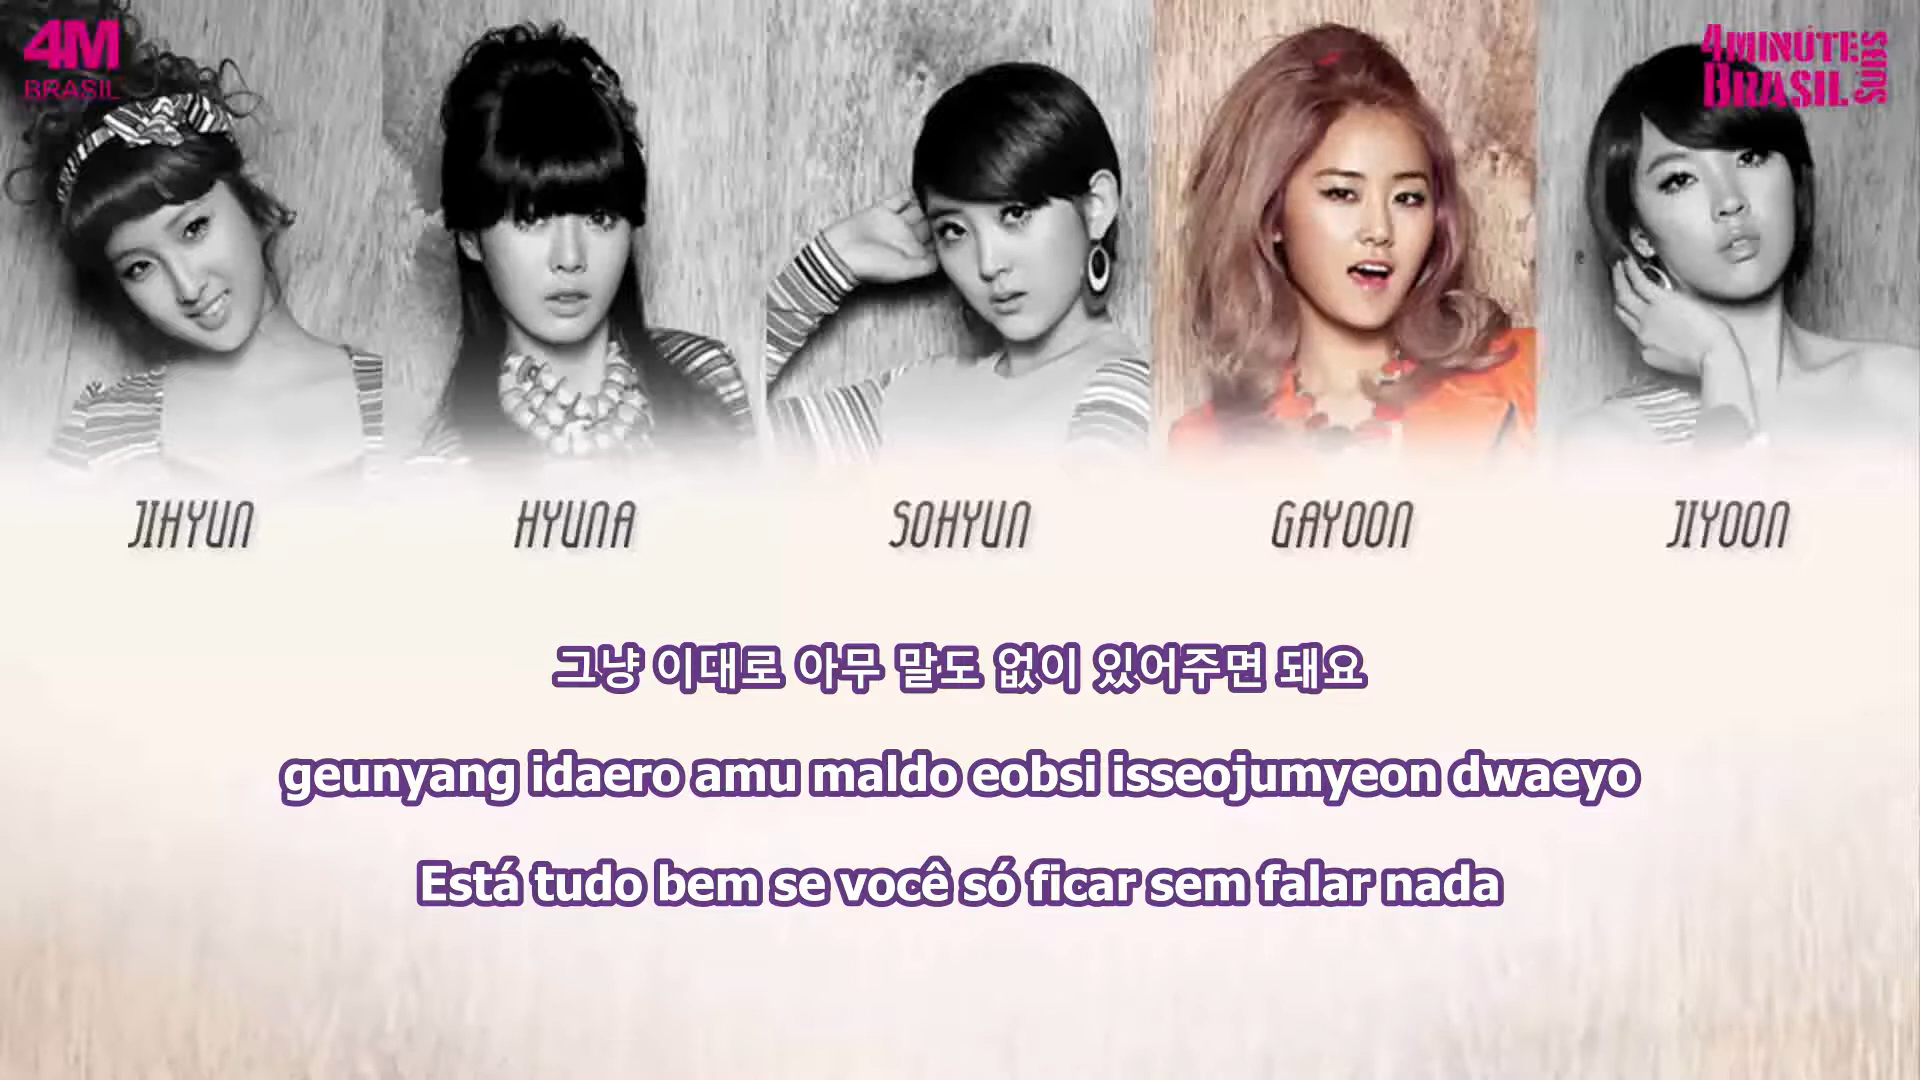 4M
BRASIL
4MINUTE
BRASIL
SUBS
JIHYUN
HYUNA
SOHYUN
GAYOON
JIYOON
그냥 이대로 아무 말도 없이 있어주면 돼요
geunyang idaero amu maldo eobsi isseojumyeon dwaeyo
Está tudo bem se você só ficar sem falar nada